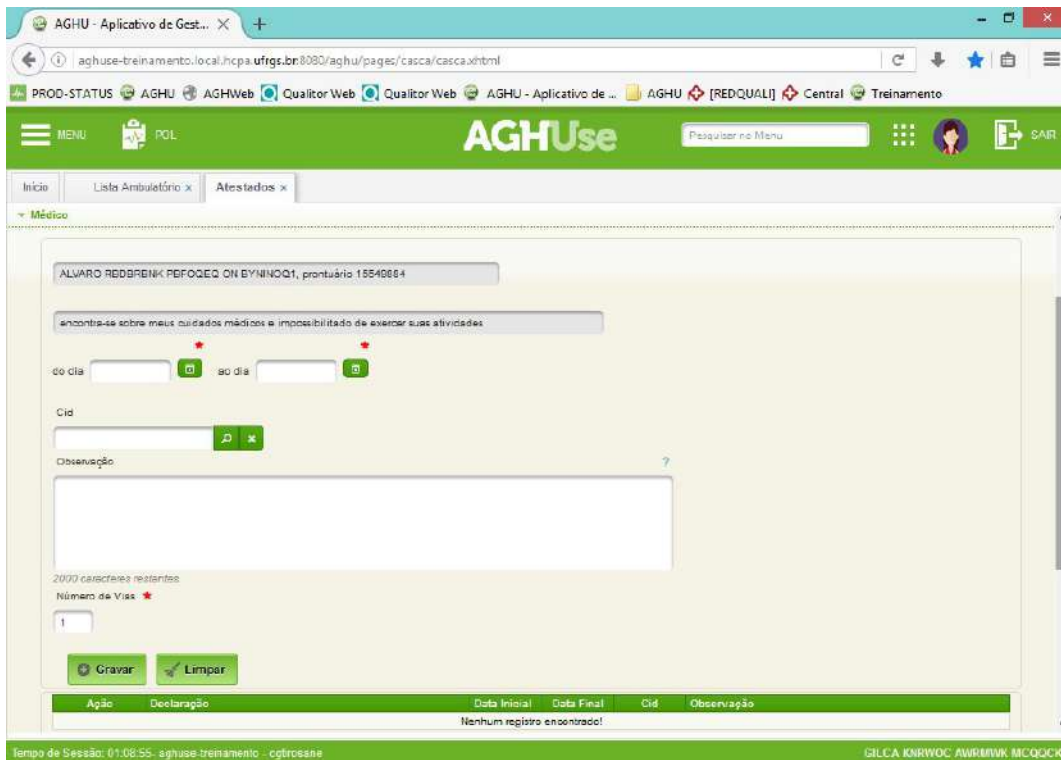 AGHU - Aplicativo de Gest...
aghuse-treinamento.local.hcpa.ufrgs.br:8080/aghu/pages/casca/casca.xhtml
PROD-STATUS AGHU AGHWeb Qualitor Web Qualitor Web AGHU - Aplicativo de ... AGHU [REDQUALI] Central Treinamento
MENU POL AGHUse Pesquisar no Menu SAIR
Início Lista Ambulatório x Atestados x
Médico
ALVARO REDBRENK PBFOQEQ ON BYNINOQ1, prontuário 15549884
encontra-se sobre meus cuidados médicos e impossibilitado de exercer suas atividades
do dia ao dia
Cid
Observação ?
2000 caracteres restantes
Número de Vias
1
Gravar Limpar
Ação Declaração Data Inicial Data Final Cid Observação
Nenhum registro encontrado!
Tempo de Sessão: 01:08:55- aghuse-treinamento - cgtirosane GILCA KNRWOC AWRMWK MCQQCK